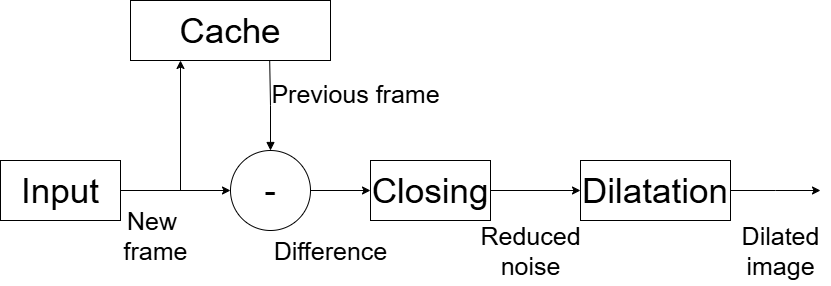 Cache
Previous frame
Input
-
Closing
Dilatation
New
frame
Difference
Reduced
noise
Dilated
image